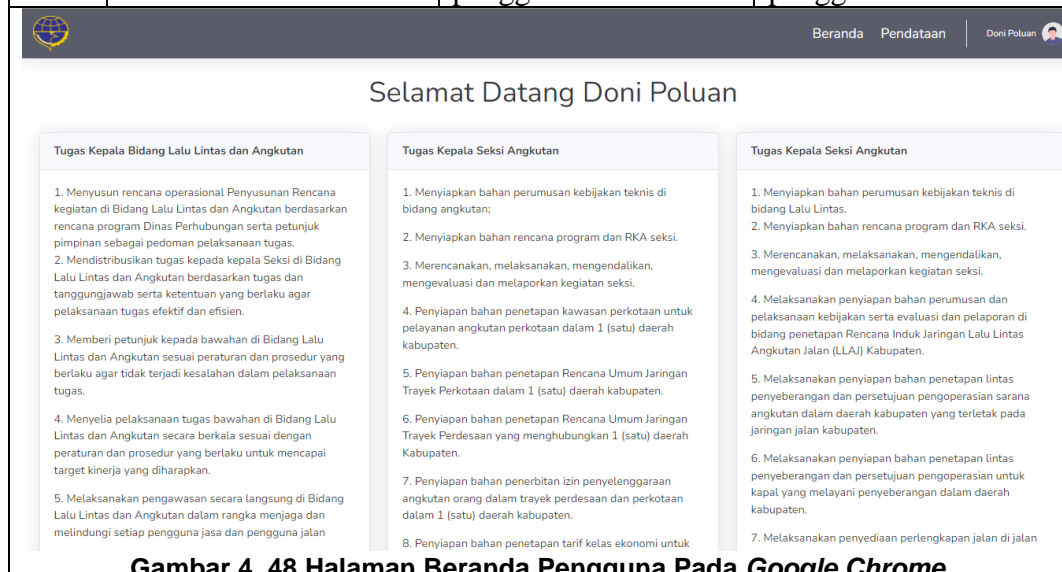 Beranda Pendataan Doni Poluan
Selamat Datang Doni Poluan
Tugas Kepala Bidang Lalu Lintas dan Angkutan
1. Menyusun rencana operasional Penyusunan Rencana
kegiatan di Bidang Lalu Lintas dan Angkutan berdasarkan
rencana program Dinas Perhubungan serta petunjuk
pimpinan sebagai pedoman pelaksanaan tugas.
2. Mendistribusikan tugas kepada kepala Seksi di Bidang
Lalu Lintas dan Angkutan berdasarkan tugas dan
tanggungjawab serta ketentuan yang berlaku agar
pelaksanaan tugas efektif dan efisien.
3. Memberi petunjuk kepada bawahan di Bidang Lalu
Lintas dan Angkutan sesuai peraturan dan prosedur yang
berlaku agar tidak terjadi kesalahan dalam pelaksanaan
tugas.
4. Menyelia pelaksanaan tugas bawahan di Bidang Lalu
Lintas dan Angkutan secara berkala sesuai dengan
peraturan dan prosedur yang berlaku untuk mencapai
target kinerja yang diharapkan.
5. Melaksanakan pengawasan secara langsung di Bidang
Lalu Lintas dan Angkutan dalam rangka menjaga dan
melindungi setiap pengguna jasa dan pengguna jalan
Tugas Kepala Seksi Angkutan
1. Menyiapkan bahan perumusan kebijakan teknis di
bidang angkutan;
2. Menyiapkan bahan rencana program dan RKA seksi.
3. Merencanakan, melaksanakan, mengendalikan,
mengevaluasi dan melaporkan kegiatan seksi.
4. Penyiapan bahan penetapan kawasan perkotaan untuk
pelayanan angkutan perkotaan dalam 1 (satu) daerah
kabupaten.
5. Penyiapan bahan penetapan Rencana Umum Jaringan
Trayek Perkotaan dalam 1 (satu) daerah kabupaten.
6. Penyiapan bahan penetapan Rencana Umum Jaringan
Trayek Perdesaan yang menghubungkan 1 (satu) daerah
Kabupaten.
7. Penyiapan bahan penerbitan izin penyelenggaraan
angkutan orang dalam trayek perdesaan dan perkotaan
dalam 1 (satu) daerah kabupaten.
8. Penyiapan bahan penetapan tarif kelas ekonomi untuk
Tugas Kepala Seksi Angkutan
1. Menyiapkan bahan perumusan kebijakan teknis di
bidang Lalu Lintas.
2. Menyiapkan bahan rencana program dan RKA seksi.
3. Merencanakan, melaksanakan, mengendalikan,
mengevaluasi dan melaporkan kegiatan seksi.
4. Melaksanakan penyiapan bahan perumusan dan
pelaksanaan kebijakan serta evaluasi dan pelaporan di
bidang penetapan Rencana Induk Jaringan Lalu Lintas
Angkutan Jalan (LLAJ) Kabupaten.
5. Melaksanakan penyiapan bahan penetapan lintas
penyeberangan dan persetujuan pengoperasian sarana
angkutan dalam daerah kabupaten yang terletak pada
jaringan jalan kabupaten.
6. Melaksanakan penyiapan bahan penetapan lintas
penyeberangan dan persetujuan pengoperasian untuk
kapal yang melayani penyeberangan dalam daerah
kabupaten.
7. Melaksanakan penyediaan perlengkapan jalan di jalan
Gambar 4. 48 Halaman Beranda Pengguna Pada Google Chrome